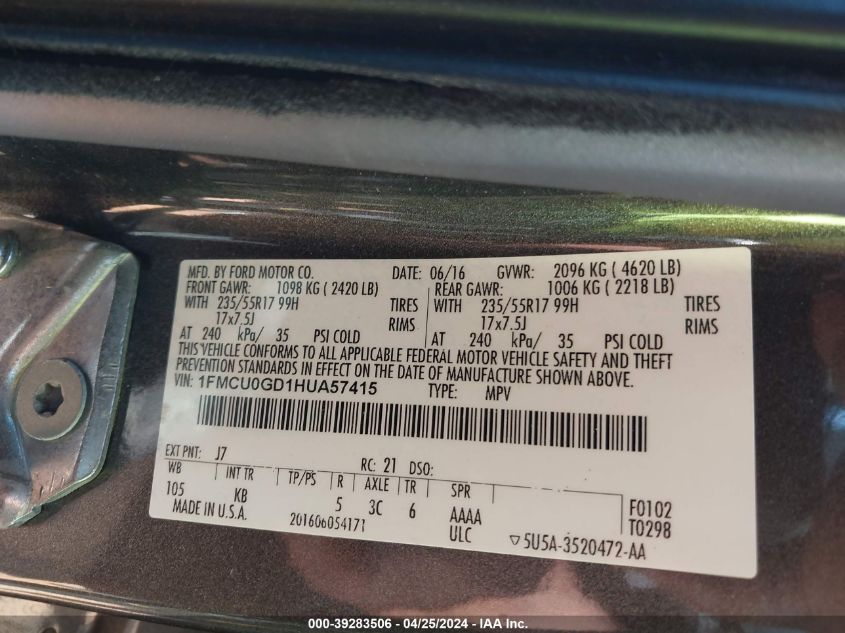 MFD. BY FORD MOTOR CO. DATE: 06/16 GVWR: 2096 KG ( 4620 LB)
FRONT GAWR: 1098 KG ( 2420 LB) REAR GAWR: 1006 KG ( 2218 LB)
WITH 235/55R17 99H TIRES WITH 235/55R17 99H TIRES
17x7.5J RIMS 17x7.5J RIMS
AT 240 kPa/ 35 PSI COLD AT 240 kPa/ 35 PSI COLD
THIS VEHICLE CONFORMS TO ALL APPLICABLE FEDERAL MOTOR VEHICLE SAFETY AND THEFT
PREVENTION STANDARDS IN EFFECT ON THE DATE OF MANUFACTURE SHOWN ABOVE.
VIN: 1FMCU0GD1HUA57415 TYPE: MPV
EXT PNT: J7 RC: 21 DSO:
WB INT TR TP/PS R AXLE TR SPR
105 KB 5 3C 6 AAAA F0102
MADE IN U.S.A. 201606054171 ULC T0298
▽5U5A-3520472-AA
000-39283506 - 04/25/2024 - IAA Inc.